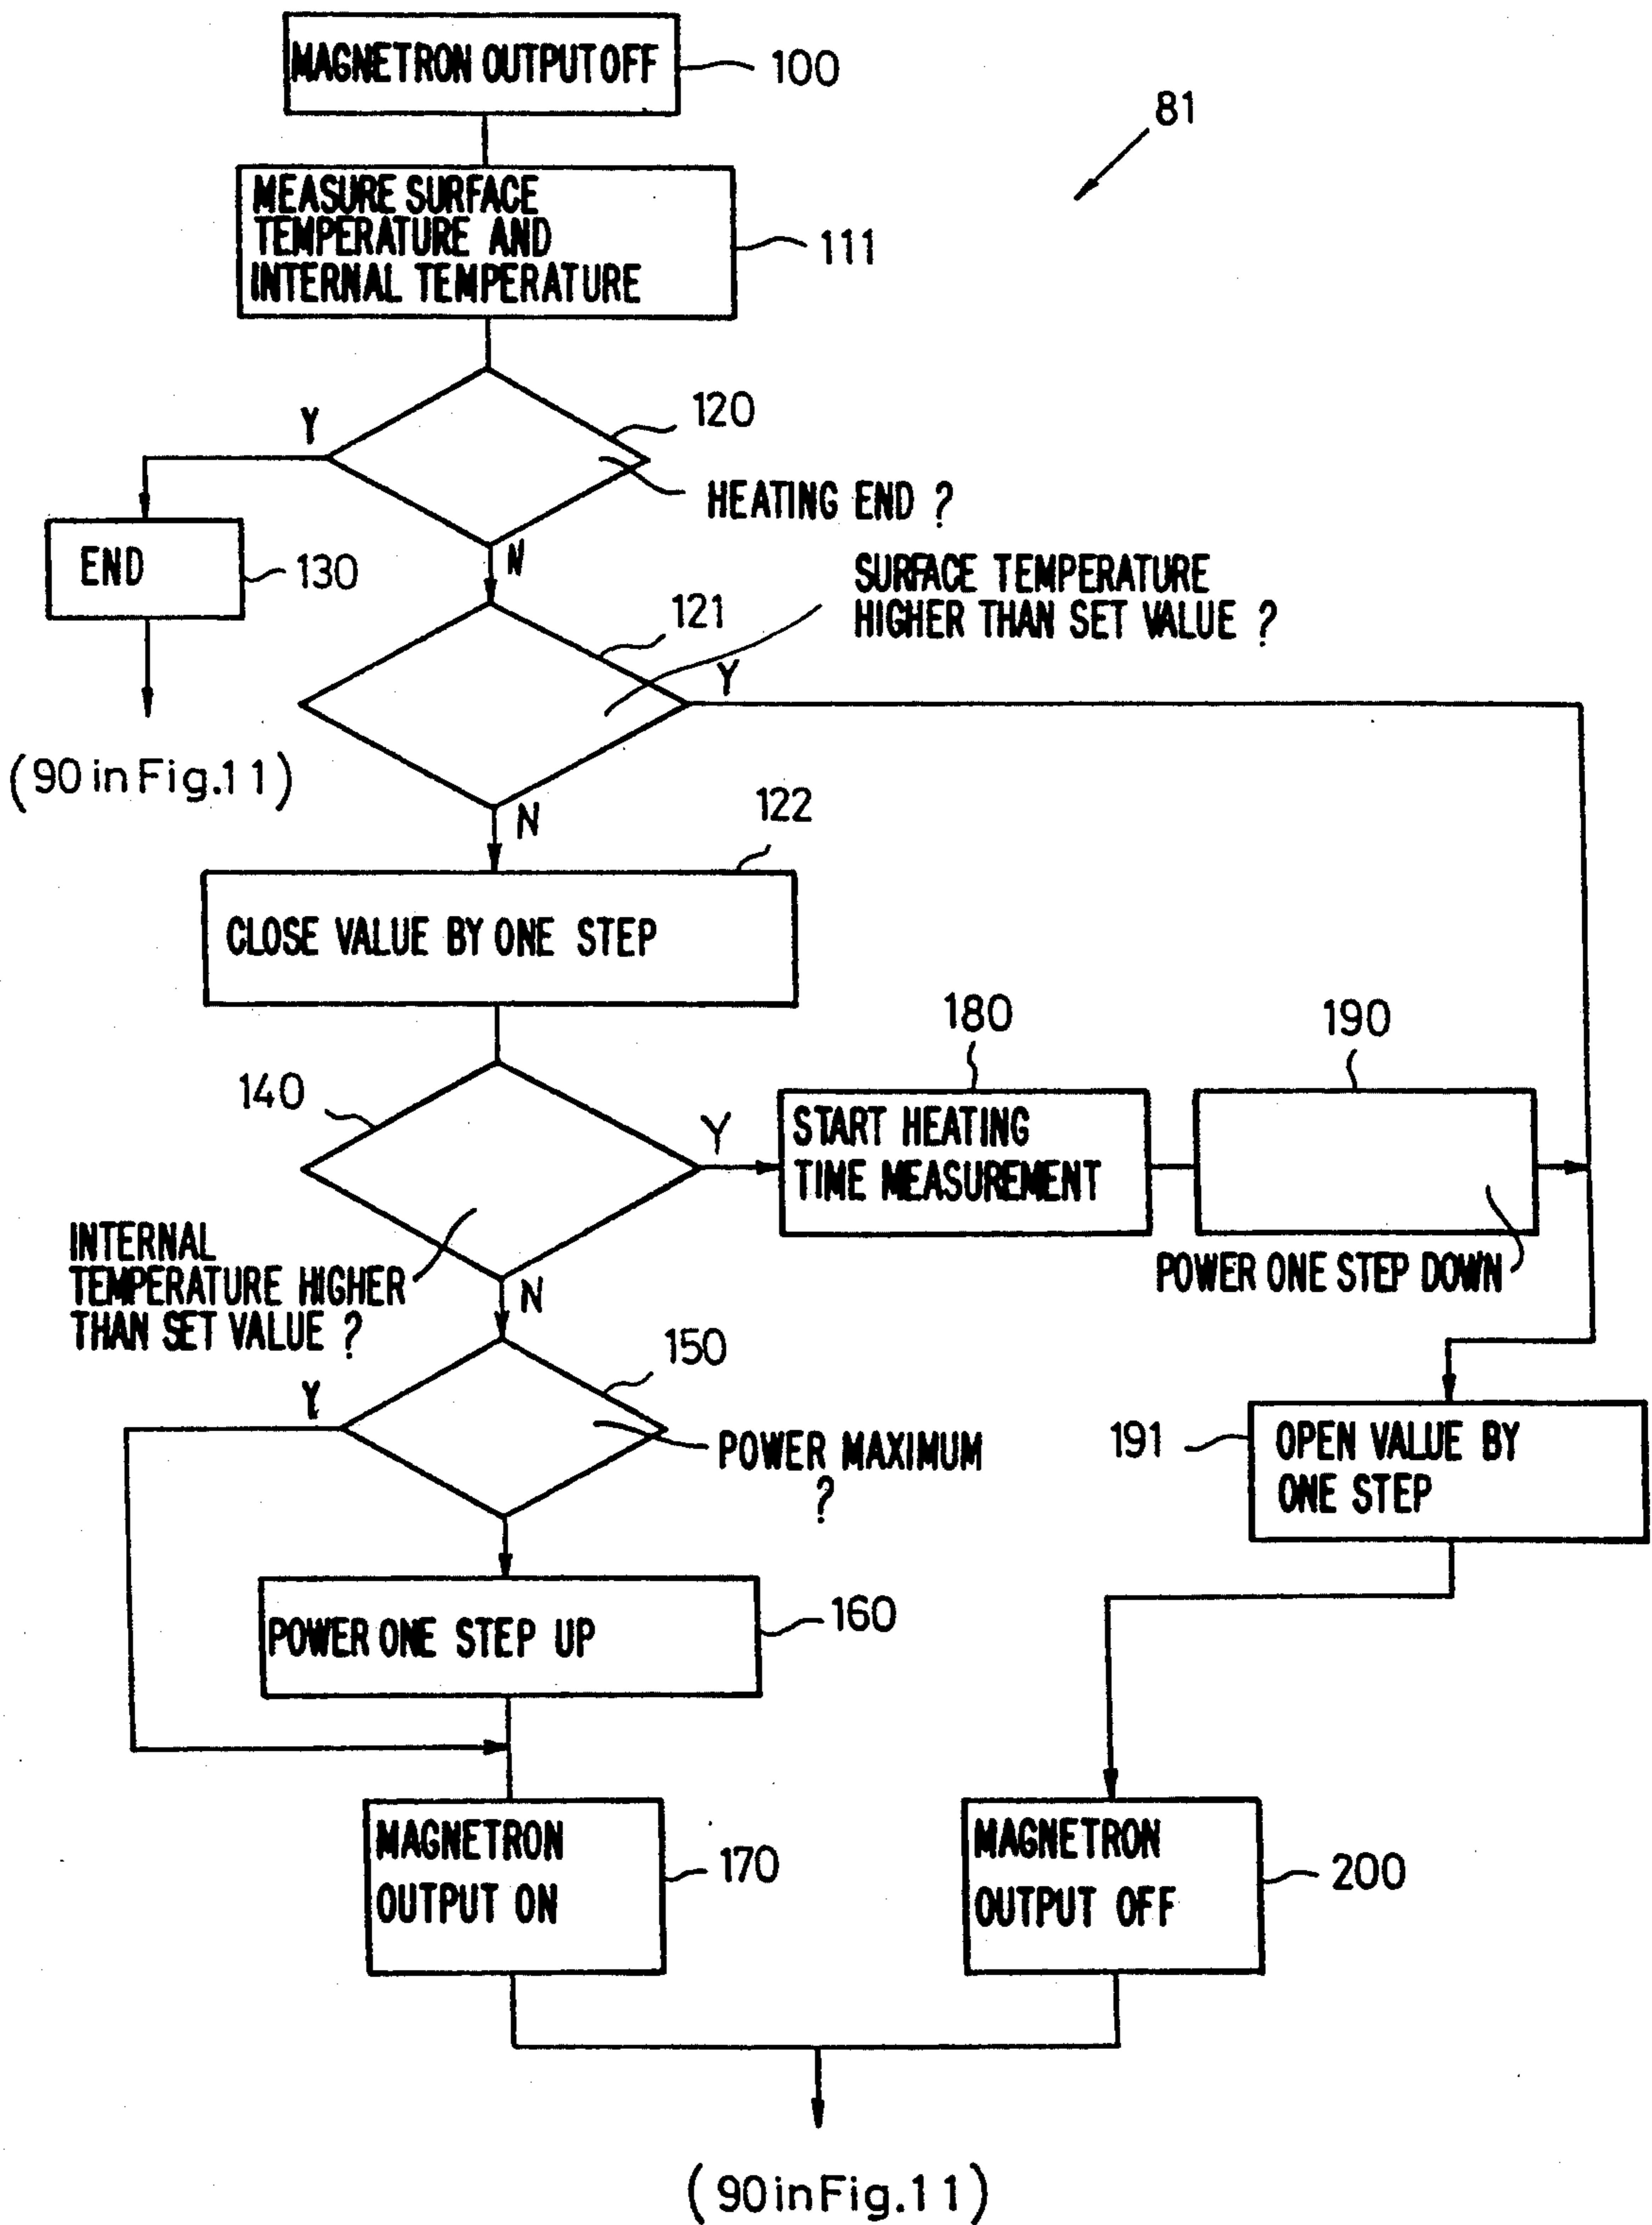 MAGNETRON OUTPUT OFF
100
81
MEASURE SURFACE
TEMPERATURE AND
INTERNAL TEMPERATURE
111
120
Y
HEATING END ?
N
END
130
(90 in Fig.11)
SURFACE TEMPERATURE
HIGHER THAN SET VALUE ?
121
Y
N
122
CLOSE VALUE BY ONE STEP
140
Y
180
START HEATING
TIME MEASUREMENT
190
POWER ONE STEP DOWN
INTERNAL
TEMPERATURE HIGHER
THAN SET VALUE ?
N
150
Y
POWER MAXIMUM
?
191
OPEN VALUE BY
ONE STEP
POWER ONE STEP UP
160
MAGNETRON
OUTPUT ON
170
MAGNETRON
OUTPUT OFF
200
(90 in Fig.11)